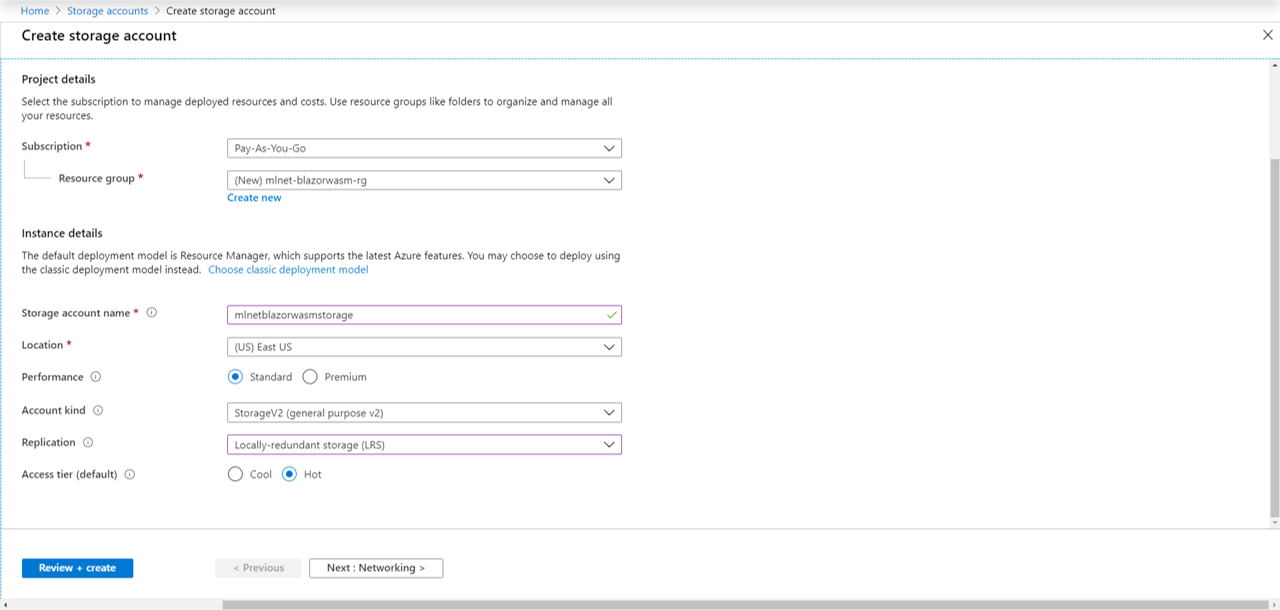 Home > Storage accounts > Create storage account
Create storage account
Project details
Select the subscription to manage deployed resources and costs. Use resource groups like folders to organize and manage all
your resources.
Subscription *
Pay-As-You-Go
Resource group *
(New) mlnet-blazorwasm-rg
Create new
Instance details
The default deployment model is Resource Manager, which supports the latest Azure features. You may choose to deploy using
the classic deployment model instead. Choose classic deployment model
Storage account name *
mlnetblazorwasmstorage
Location *
(US) East US
Performance
Standard Premium
Account kind
StorageV2 (general purpose v2)
Replication
Locally-redundant storage (LRS)
Access tier (default)
Cool Hot
Review + create < Previous Next : Networking >